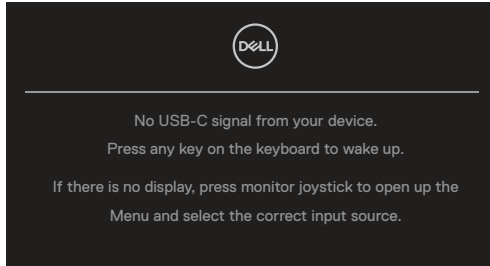 DELL
No USB-C signal from your device.
Press any key on the keyboard to wake up.
If there is no display, press monitor joystick to open up the
Menu and select the correct input source.